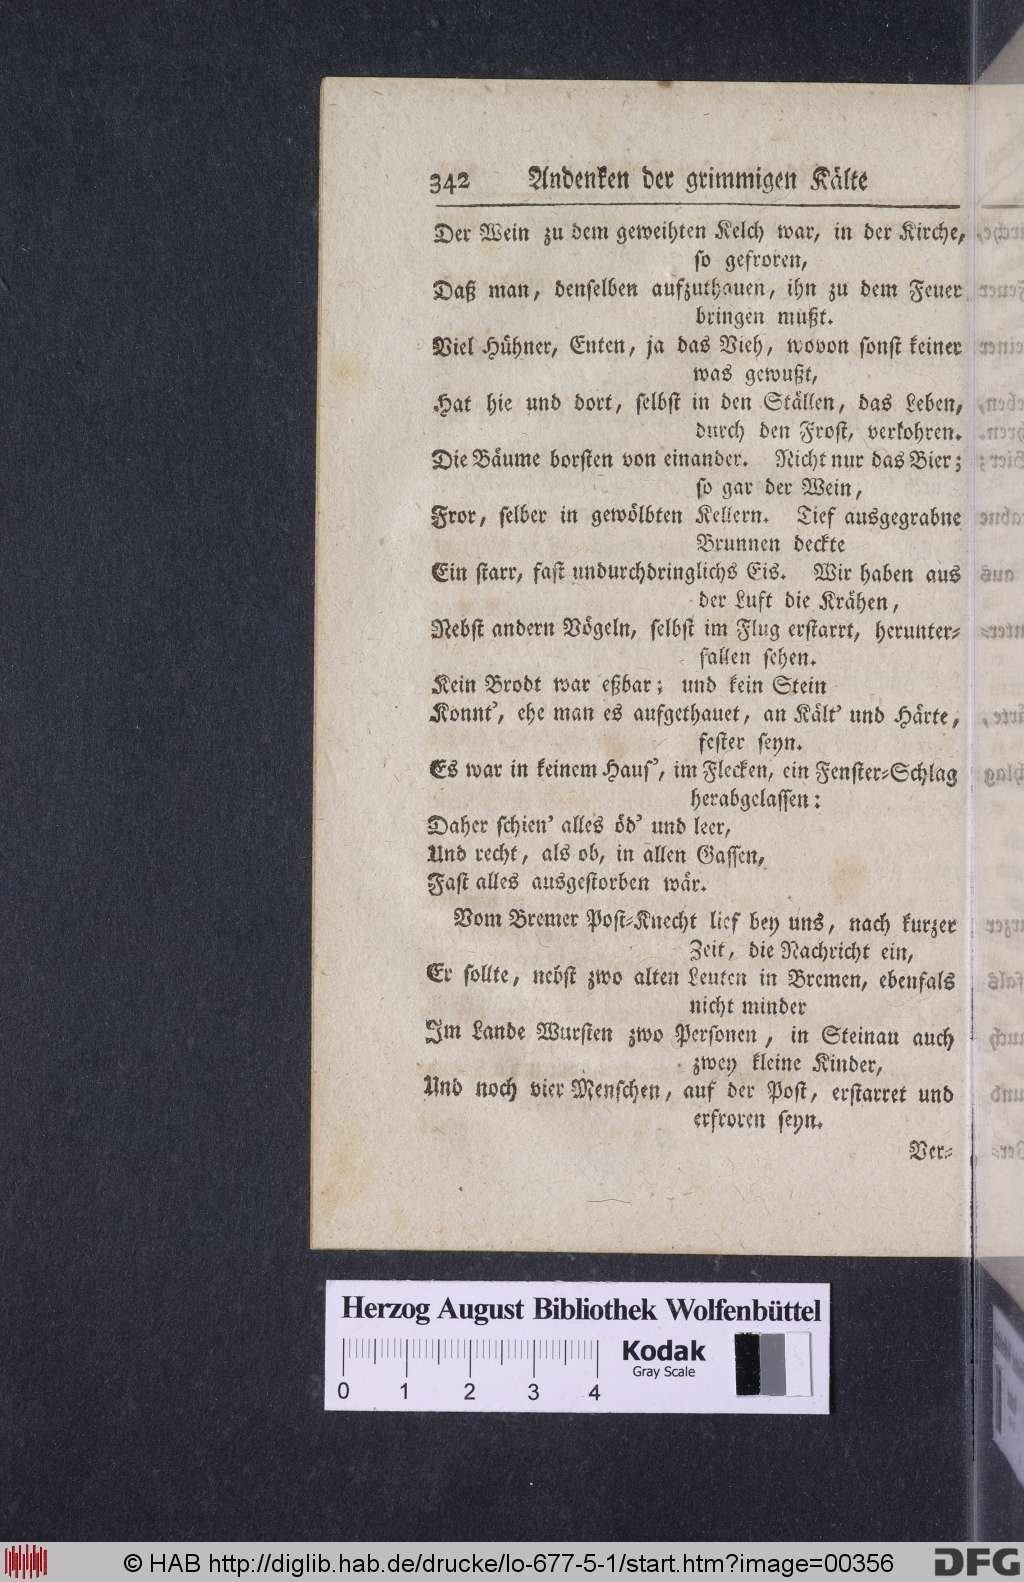 342 Andenken der grimmigen Kälte
Der Wein zu dem geweihten Kelch war, in der Kirche,
so gefroren,
Daß man, denselben aufzuthauen, ihn zu dem Feuer
bringen mußt.
Viel Hühner, Enten, ja das Vieh, wovon sonst keiner
was gewußt,
Hat hie und dort, selbst in den Ställen, das Leben,
durch den Frost, verlohren.
Die Bäume borsten von einander. Nicht nur das Bier;
so gar der Wein,
Fror, selber in gewölbten Kellern. Tief ausgegrabne
Brunnen deckte
Ein starr, fast undurchdringlichs Eis. Wir haben aus
der Luft die Krähen,
Nebst andern Vögeln, selbst im Flug erstarrt, herunter-
fallen sehen.
Kein Brodt war eßbar; und kein Stein
Konnt', ehe man es aufgethauet, an Kält' und Härte,
fester seyn.
Es war in keinem Haus', im Flecken, ein Fenster-Schlag
herabgelassen:
Daher schien' alles öd' und leer,
Und recht, als ob, in allen Gassen,
Fast alles ausgestorben wär.
Vom Bremer Post-Knecht lief bey uns, nach kurzer
Zeit, die Nachricht ein,
Er sollte, nebst zwo alten Leuten in Bremen, ebenfals
nicht minder
Im Lande Wursten zwo Personen, in Steinau auch
zwey kleine Kinder,
Und noch vier Menschen, auf der Post, erstarret und
erfroren seyn.
Ver-
Herzog August Bibliothek Wolfenbüttel
0 1 2 3 4
Kodak
Gray Scale
© HAB http://diglib.hab.de/drucke/lo-677-5-1/start.htm?image=00356
DFG